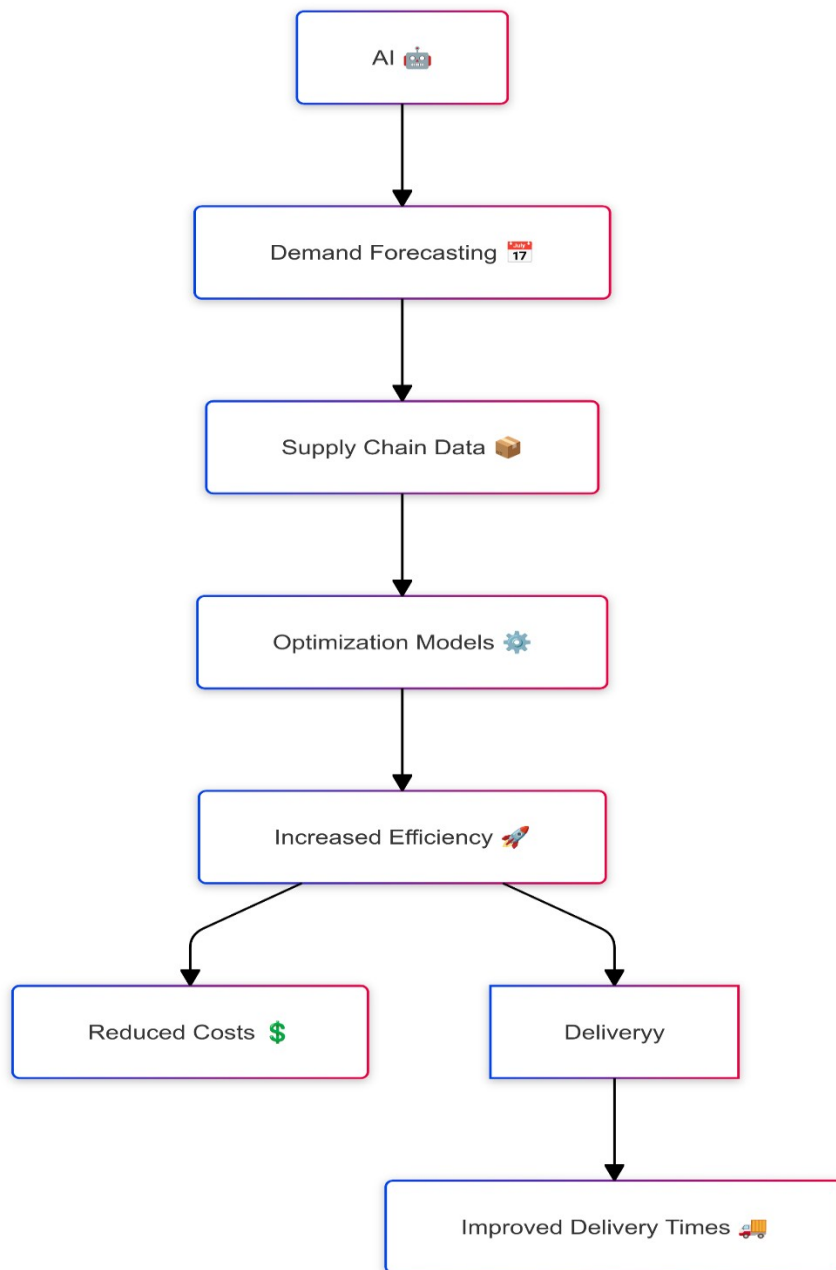 AI 🤖
Demand Forecasting 📅
Supply Chain Data 📦
Optimization Models ⚙️
Increased Efficiency 🚀
Reduced Costs 💲
Deliveryy
Improved Delivery Times 🚚